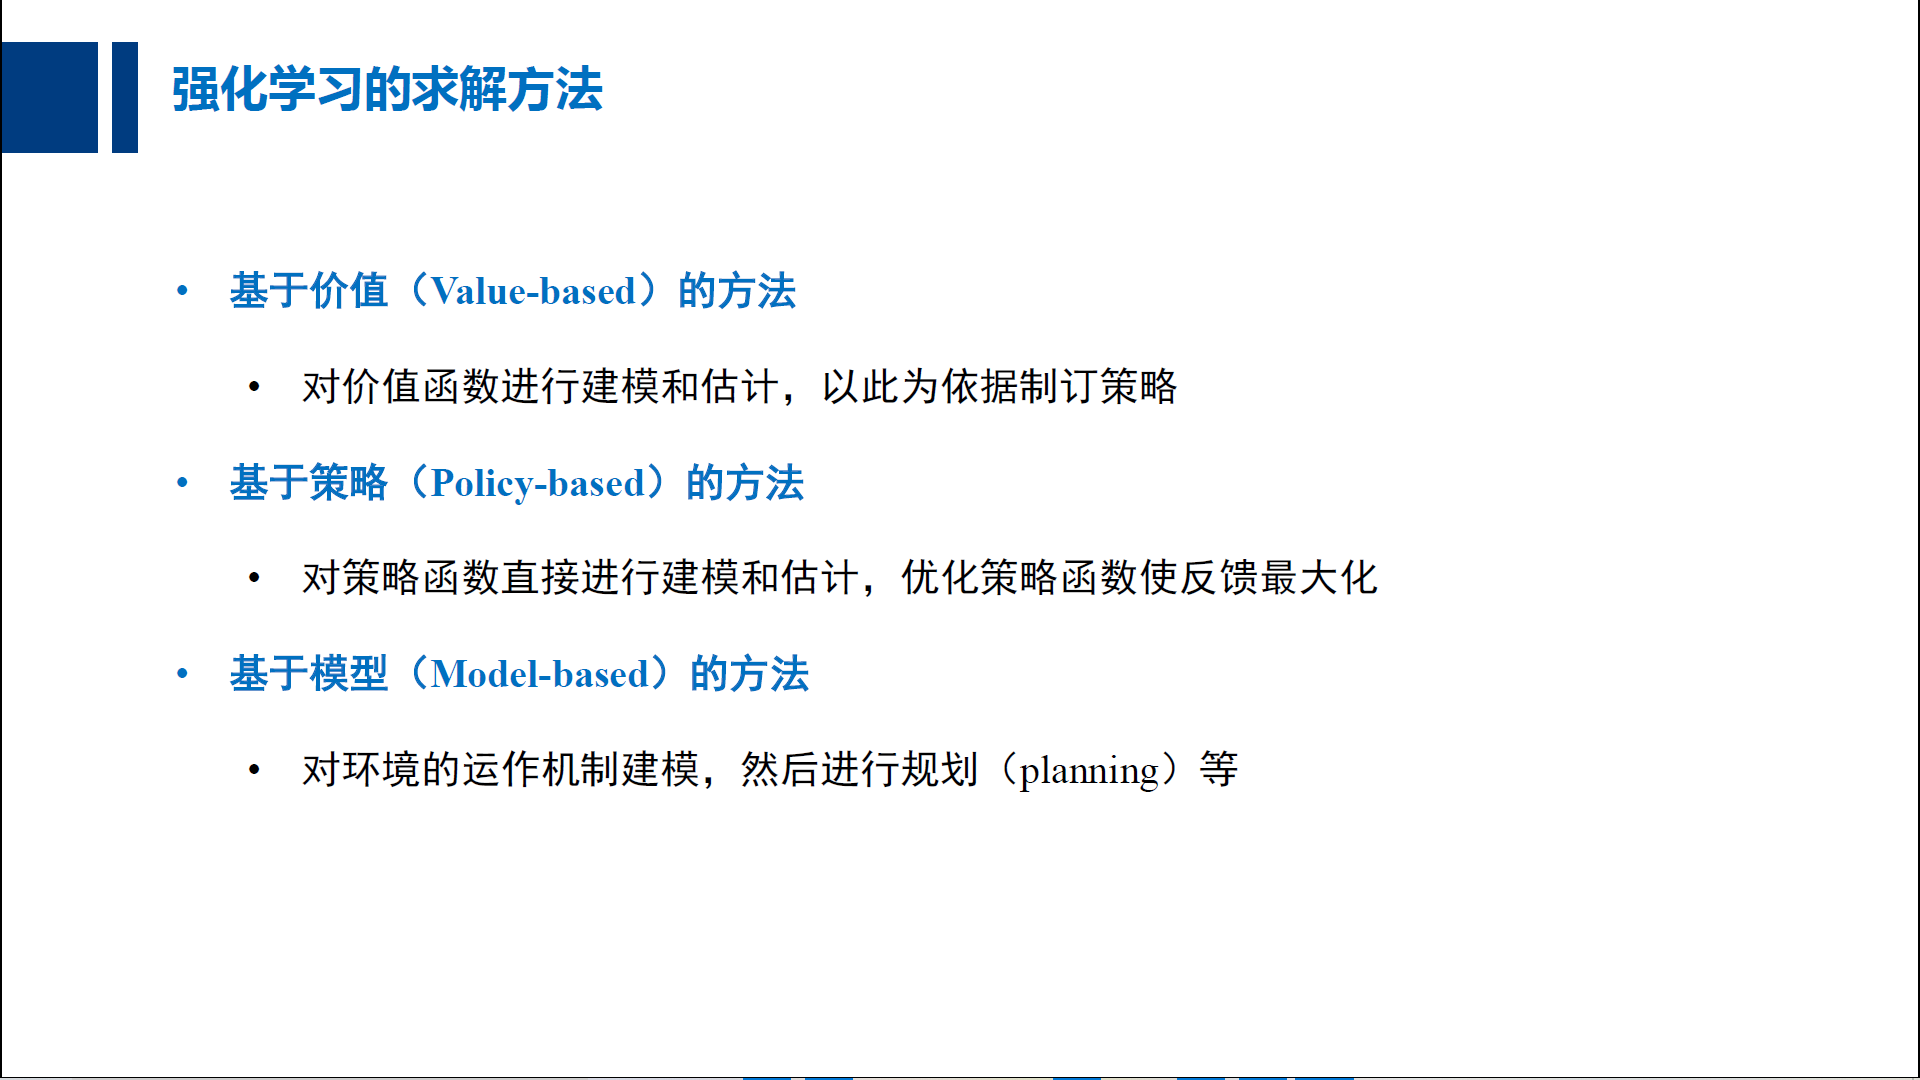 强化学习的求解方法
• 基于价值（Value-based）的方法
• 对价值函数进行建模和估计，以此为依据制订策略
• 基于策略（Policy-based）的方法
• 对策略函数直接进行建模和估计，优化策略函数使反馈最大化
• 基于模型（Model-based）的方法
• 对环境的运作机制建模，然后进行规划（planning）等